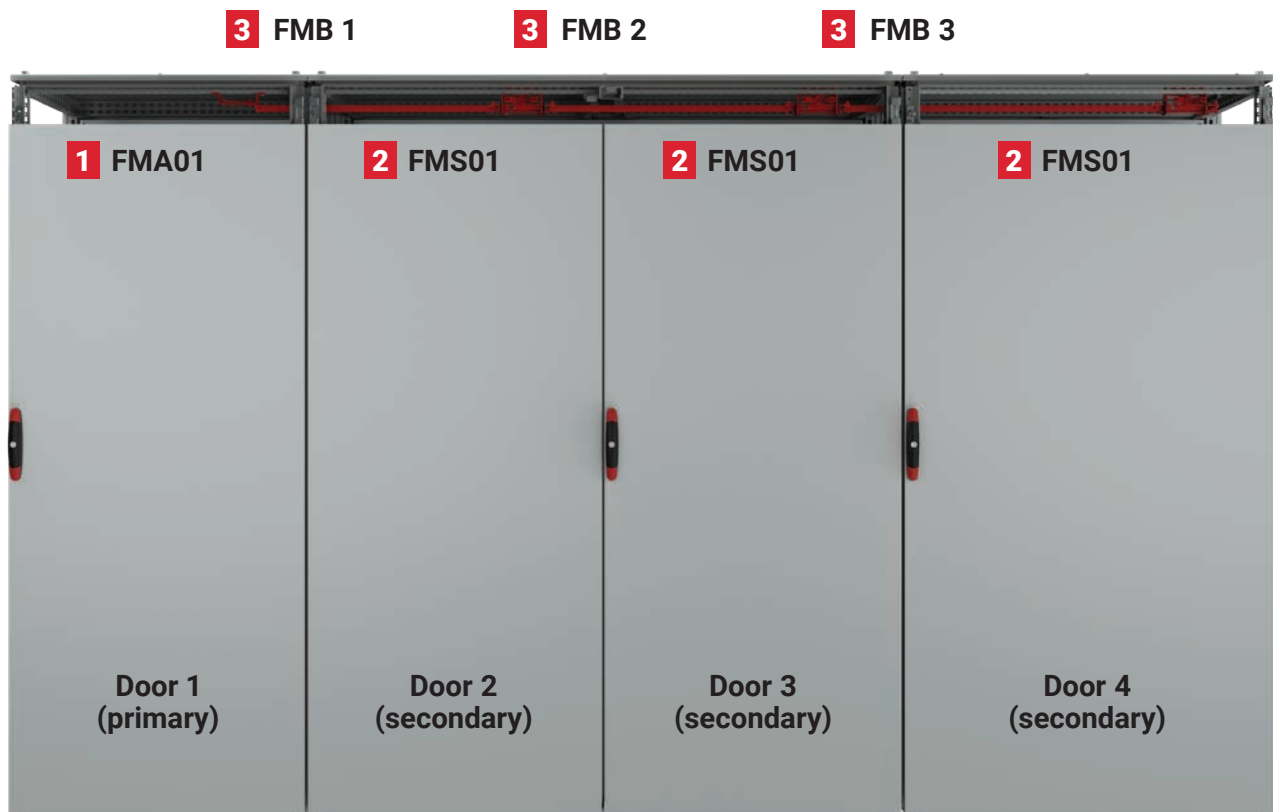 3 FMB 1
3 FMB 2
3 FMB 3
1 FMA01
2 FMS01
2 FMS01
2 FMS01
Door 1
(primary)
Door 2
(secondary)
Door 3
(secondary)
Door 4
(secondary)